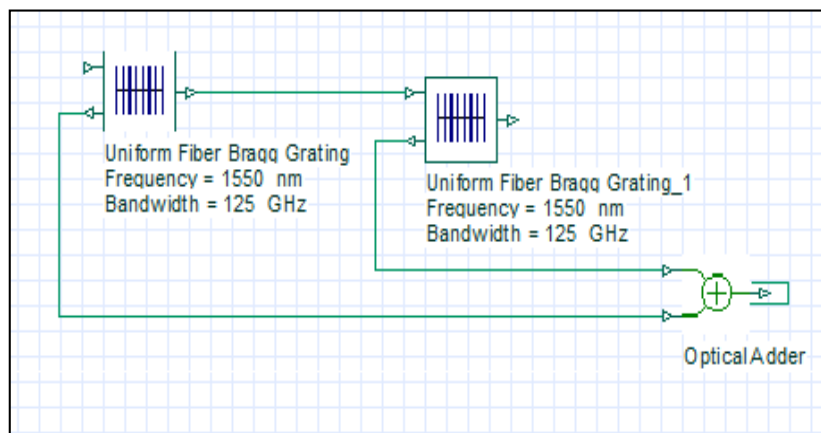 Uniform Fiber Bragg Grating
Frequency = 1550 nm
Bandwidth = 125 GHz
Uniform Fiber Bragg Grating_1
Frequency = 1550 nm
Bandwidth = 125 GHz
Optical Adder